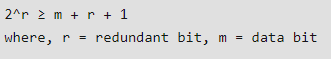 2^r ≥ m + r + 1
where, r = redundant bit, m = data bit